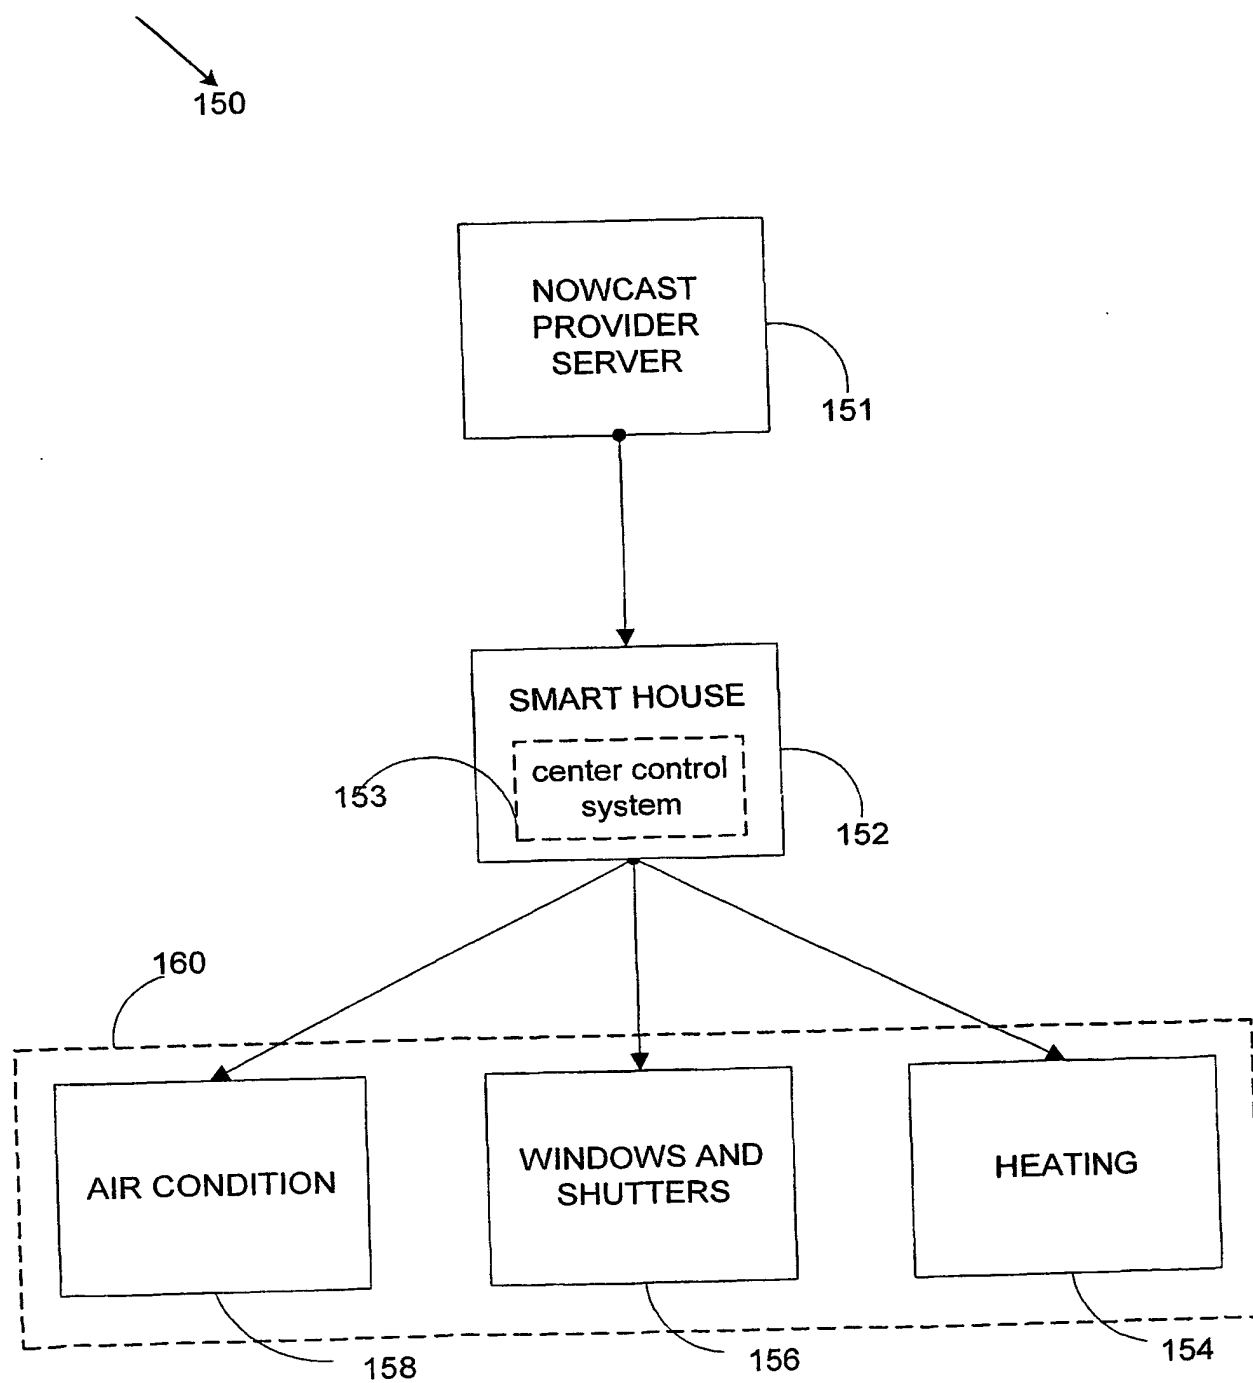 150
NOWCAST
PROVIDER
SERVER
151
SMART HOUSE
center control
system
153
152
160
AIR CONDITION
WINDOWS AND
SHUTTERS
HEATING
158
156
154